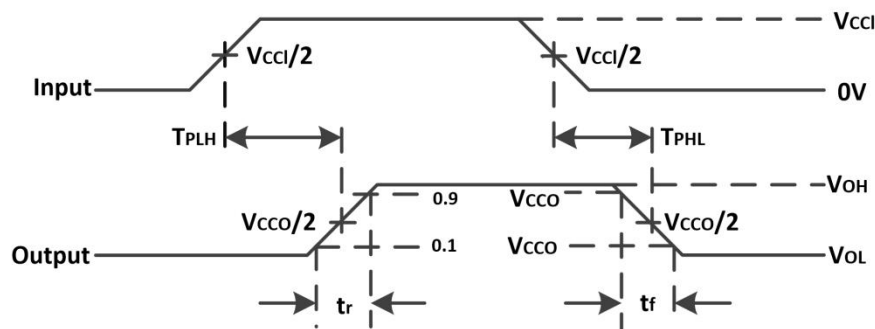 VCCI
VCCI/2
VCCI/2
Input
0V
TPLH
TPHL
VOH
0.9
VCCO
VCCO/2
VCCO/2
0.1
VCCO
Output
VOL
tr
tf